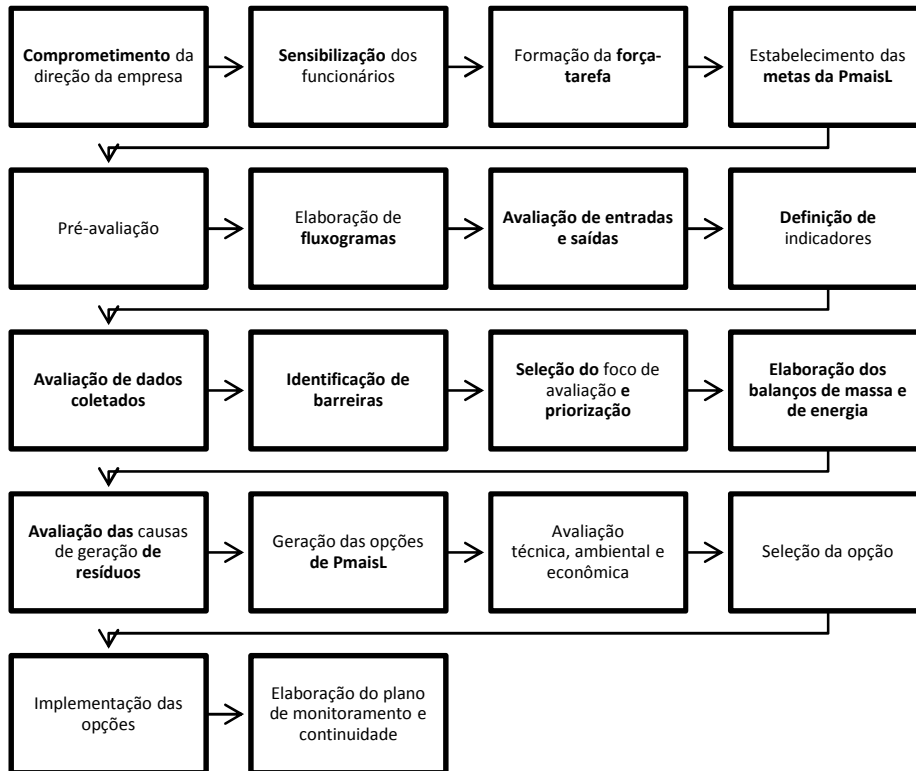 Comprometimento da
direção da empresa
Sensibilização dos
funcionários
Formação da força-
tarefa
Estabelecimento das
metas da PmaisL
Pré-avaliação
Elaboração de
fluxogramas
Avaliação de entradas
e saídas
Definição de
indicadores
Avaliação de dados
coletados
Identificação de
barreiras
Seleção do foco de
avaliação e
priorização
Elaboração dos
balanços de massa e
de energia
Avaliação das causas
de geração de
resíduos
Geração das opções
de PmaisL
Avaliação
técnica, ambiental e
econômica
Seleção da opção
Implementação das
opções
Elaboração do plano
de monitoramento e
continuidade